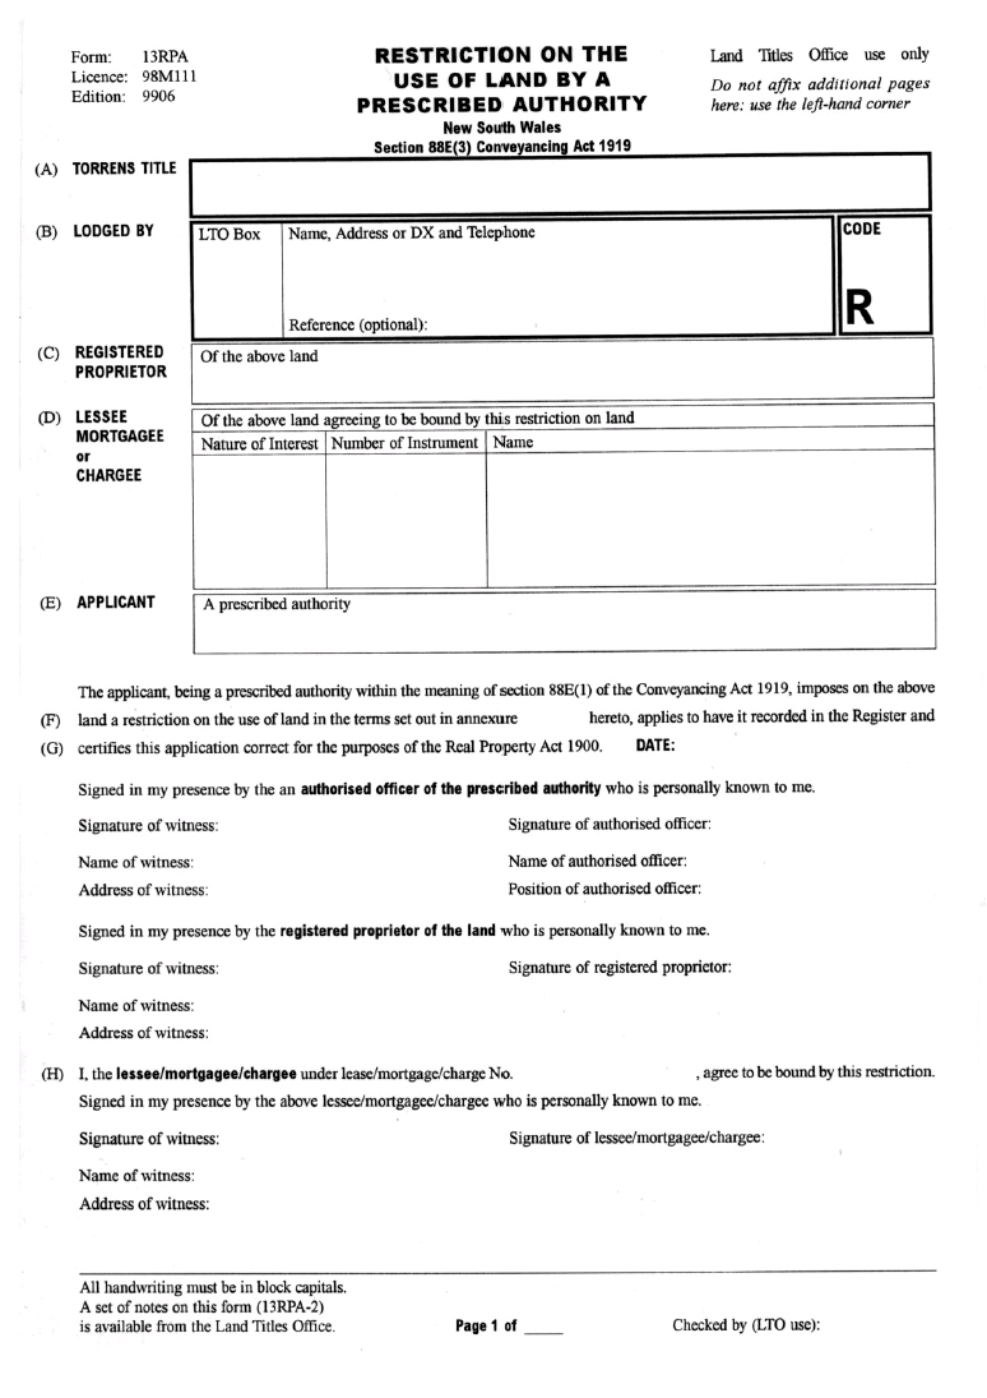 Form: 13RPA
Licence: 98M111
Edition: 9906
RESTRICTION ON THE
USE OF LAND BY A
PRESCRIBED AUTHORITY
New South Wales
Section 88E(3) Conveyancing Act 1919
Land Titles Office use only
Do not affix additional pages
here: use the left-hand corner
(A) TORRENS TITLE
(B) LODGED BY
LTO Box
Name, Address or DX and Telephone
Reference (optional):
CODE
R
(C) REGISTERED
PROPRIETOR
Of the above land
(D) LESSEE
MORTGAGEE
or
CHARGEE
Of the above land agreeing to be bound by this restriction on land
Nature of Interest Number of Instrument Name
(E) APPLICANT
A prescribed authority
The applicant, being a prescribed authority within the meaning of section 88E(1) of the Conveyancing Act 1919, imposes on the above
(F) land a restriction on the use of land in the terms set out in annexure hereto, applies to have it recorded in the Register and
(G) certifies this application correct for the purposes of the Real Property Act 1900. DATE:
Signed in my presence by the an authorised officer of the prescribed authority who is personally known to me.
Signature of witness: Signature of authorised officer:
Name of witness: Name of authorised officer:
Address of witness: Position of authorised officer:
Signed in my presence by the registered proprietor of the land who is personally known to me.
Signature of witness: Signature of registered proprietor:
Name of witness:
Address of witness:
(H) I, the lessee/mortgagee/chargee under lease/mortgage/charge No. , agree to be bound by this restriction.
Signed in my presence by the above lessee/mortgagee/chargee who is personally known to me.
Signature of witness: Signature of lessee/mortgagee/chargee:
Name of witness:
Address of witness:
All handwriting must be in block capitals.
A set of notes on this form (13RPA-2)
is available from the Land Titles Office.
Page 1 of _____
Checked by (LTO use):